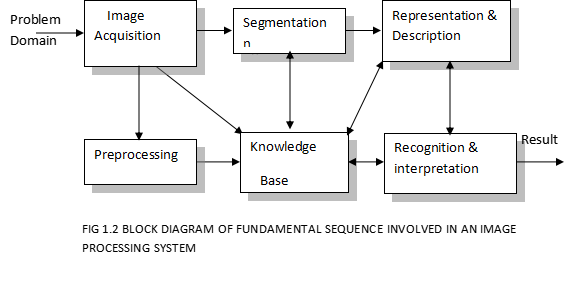 Problem
Domain
Image
Acquisition
Segmentation
n
Representation &
Description
Preprocessing
Knowledge
Base
Recognition &
interpretation
Result
FIG 1.2 BLOCK DIAGRAM OF FUNDAMENTAL SEQUENCE INVOLVED IN AN IMAGE
PROCESSING SYSTEM